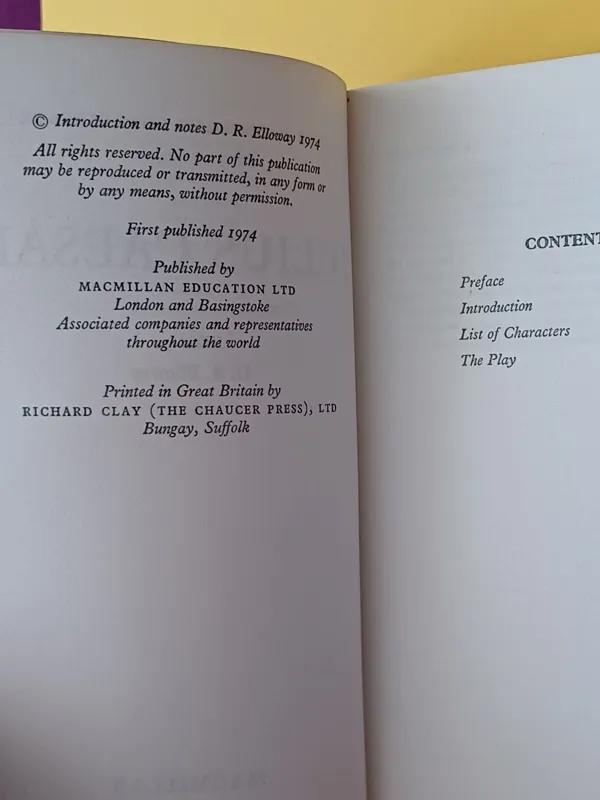 © Introduction and notes D. R. Elloway 1974
All rights reserved. No part of this publication
may be reproduced or transmitted, in any form or
by any means, without permission.
First published 1974
Published by
MACMILLAN EDUCATION LTD
London and Basingstoke
Associated companies and representatives
throughout the world
Printed in Great Britain by
RICHARD CLAY (THE CHAUCER PRESS), LTD
Bungay, Suffolk
CONTENT
Preface
Introduction
List of Characters
The Play